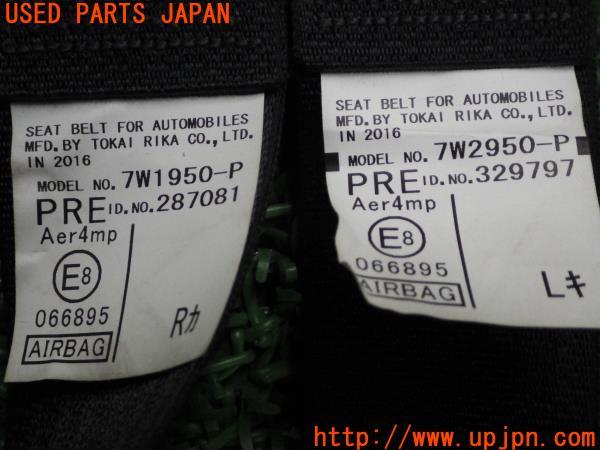 USED PARTS JAPAN
SEAT BELT FOR AUTOMOBILES
MFD. BY TOKAI RIKA CO., LTD.
IN 2016
MODEL NO. 7W1950-P
PRE ID.NO.287081
Aer4mp
E8
066895
AIRBAG
Rカ
SEAT BELT FOR AUTOMOBILES
MFD. BY TOKAI RIKA CO., LTD.
IN 2016
MODEL NO. 7W2950-P
PRE ID.NO.329797
Aer4mp
E8
066895
AIRBAG
Lキ
http://www.upjpn.com/